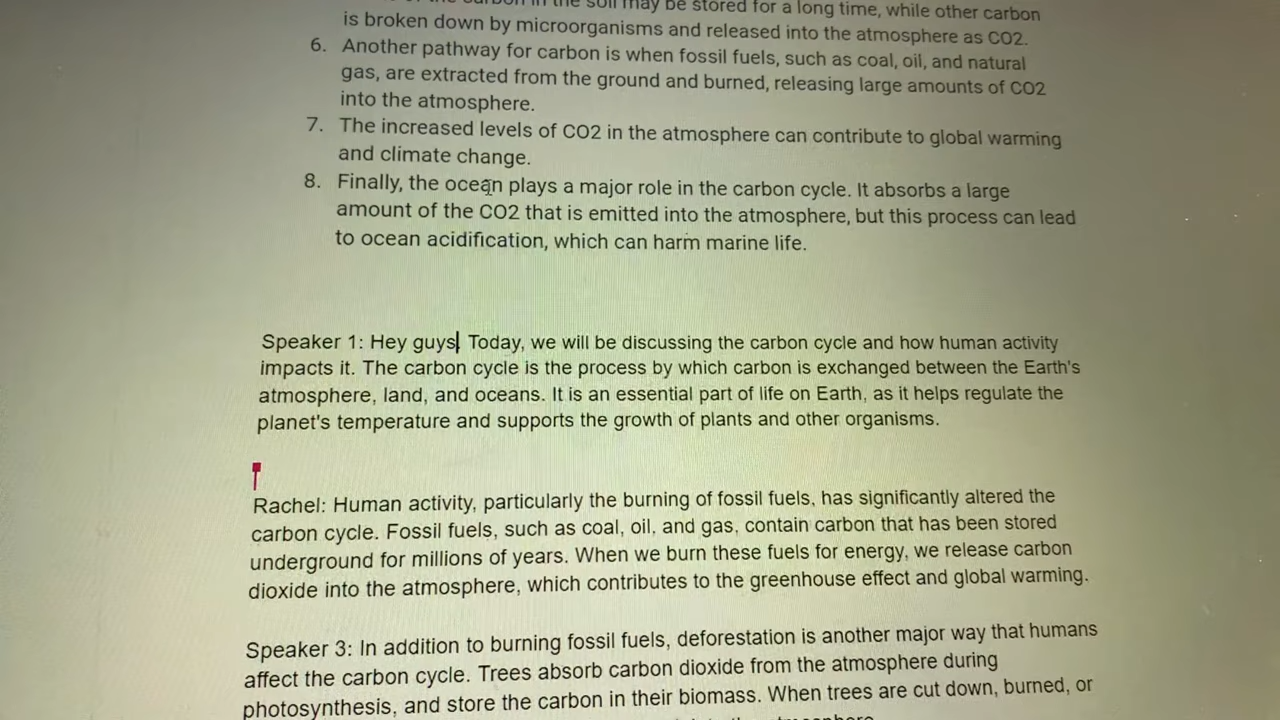 the soil may be stored for a long time, while other carbon
is broken down by microorganisms and released into the atmosphere as CO2.
6. Another pathway for carbon is when fossil fuels, such as coal, oil, and natural
gas, are extracted from the ground and burned, releasing large amounts of CO2
into the atmosphere.
7. The increased levels of CO2 in the atmosphere can contribute to global warming
and climate change.
8. Finally, the ocean plays a major role in the carbon cycle. It absorbs a large
amount of the CO2 that is emitted into the atmosphere, but this process can lead
to ocean acidification, which can harm marine life.
Speaker 1: Hey guys Today, we will be discussing the carbon cycle and how human activity
impacts it. The carbon cycle is the process by which carbon is exchanged between the Earth's
atmosphere, land, and oceans. It is an essential part of life on Earth, as it helps regulate the
planet's temperature and supports the growth of plants and other organisms.
Rachel: Human activity, particularly the burning of fossil fuels, has significantly altered the
carbon cycle. Fossil fuels, such as coal, oil, and gas, contain carbon that has been stored
underground for millions of years. When we burn these fuels for energy, we release carbon
dioxide into the atmosphere, which contributes to the greenhouse effect and global warming.
Speaker 3: In addition to burning fossil fuels, deforestation is another major way that humans
affect the carbon cycle. Trees absorb carbon dioxide from the atmosphere during
photosynthesis, and store the carbon in their biomass. When trees are cut down, burned, or